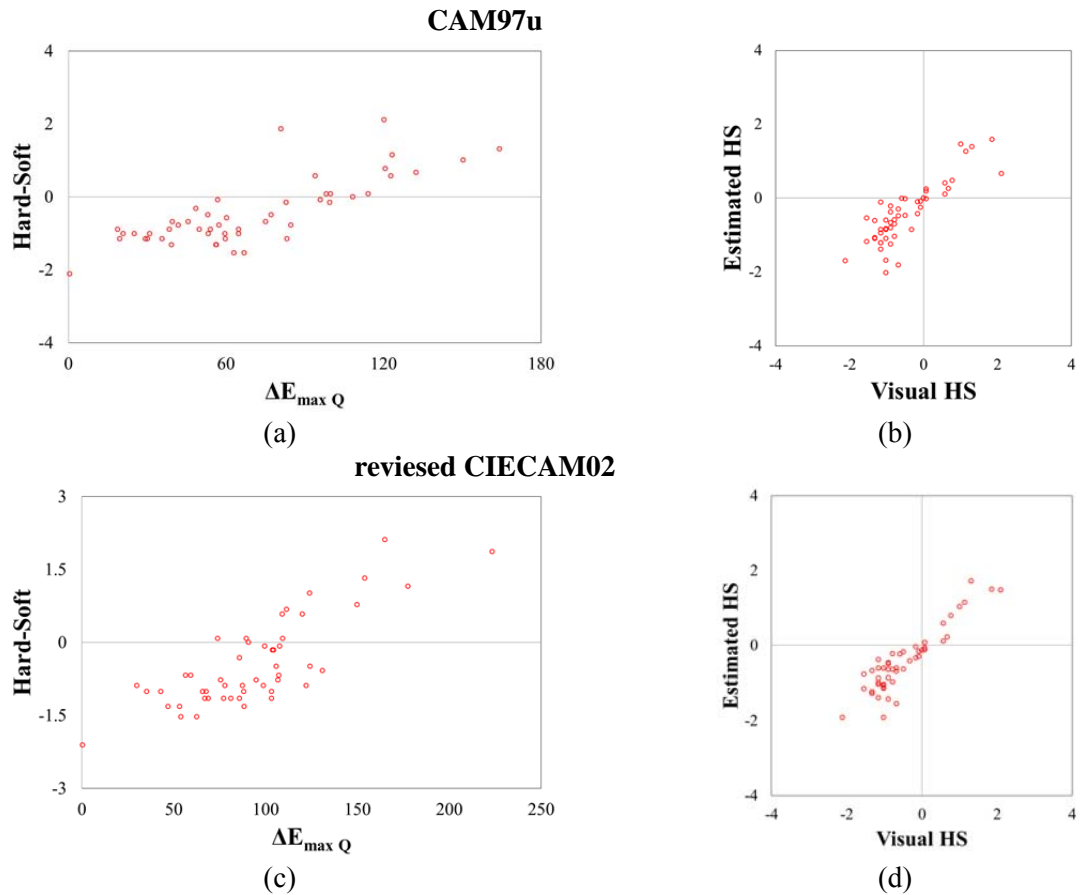 CAM97u
4
2
0
-2
-4
Hard-Soft
0
60
120
180
ΔEmax Q
(a)
4
2
0
-2
-4
Estimated HS
-4
-2
0
2
4
Visual HS
(b)
reviesed CIECAM02
3
1.5
0
-1.5
-3
Hard-Soft
0
50
100
150
200
250
ΔEmax Q
(c)
4
2
0
-2
-4
Estimated HS
-4
-2
0
2
4
Visual HS
(d)